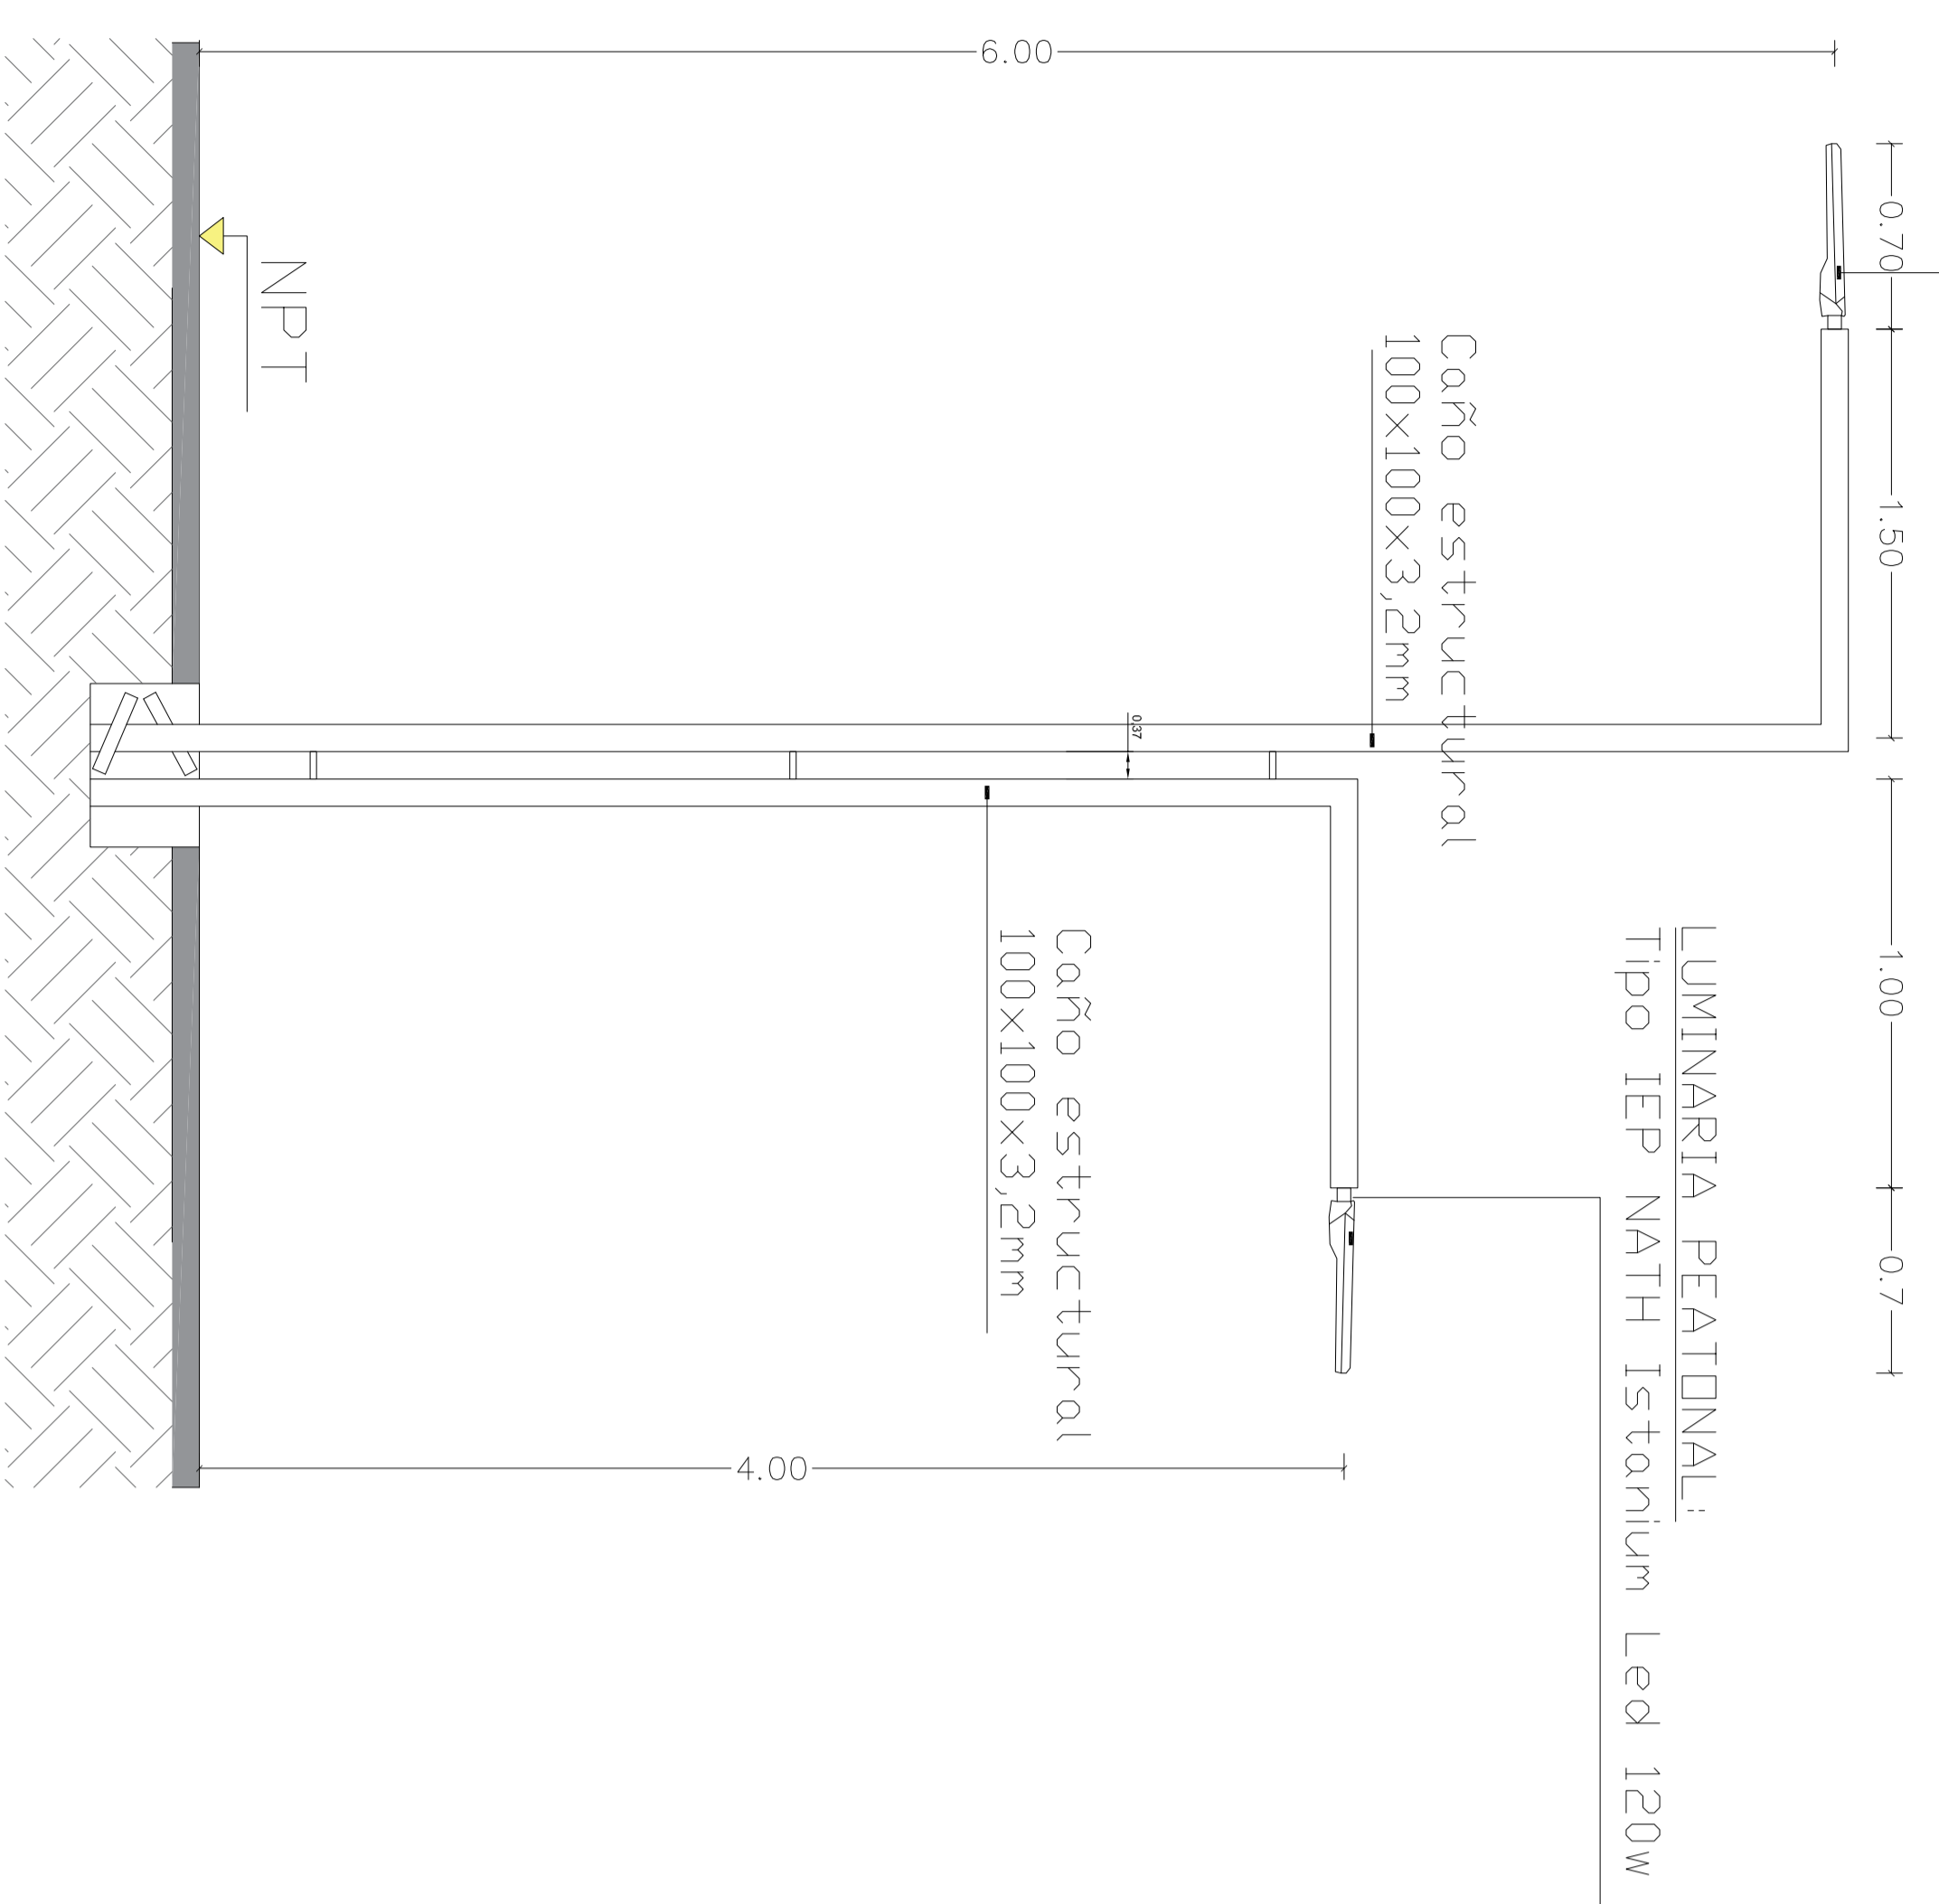 0.70
1.50
1.00
0.7
LUMINARIA PEATONAL:
Tipo IEP NATH Istanium Led 120w
Caño estructural
100x100x3,2mm
0,37
Caño estructural
100x100x3,2mm
6.00
4.00
NPT